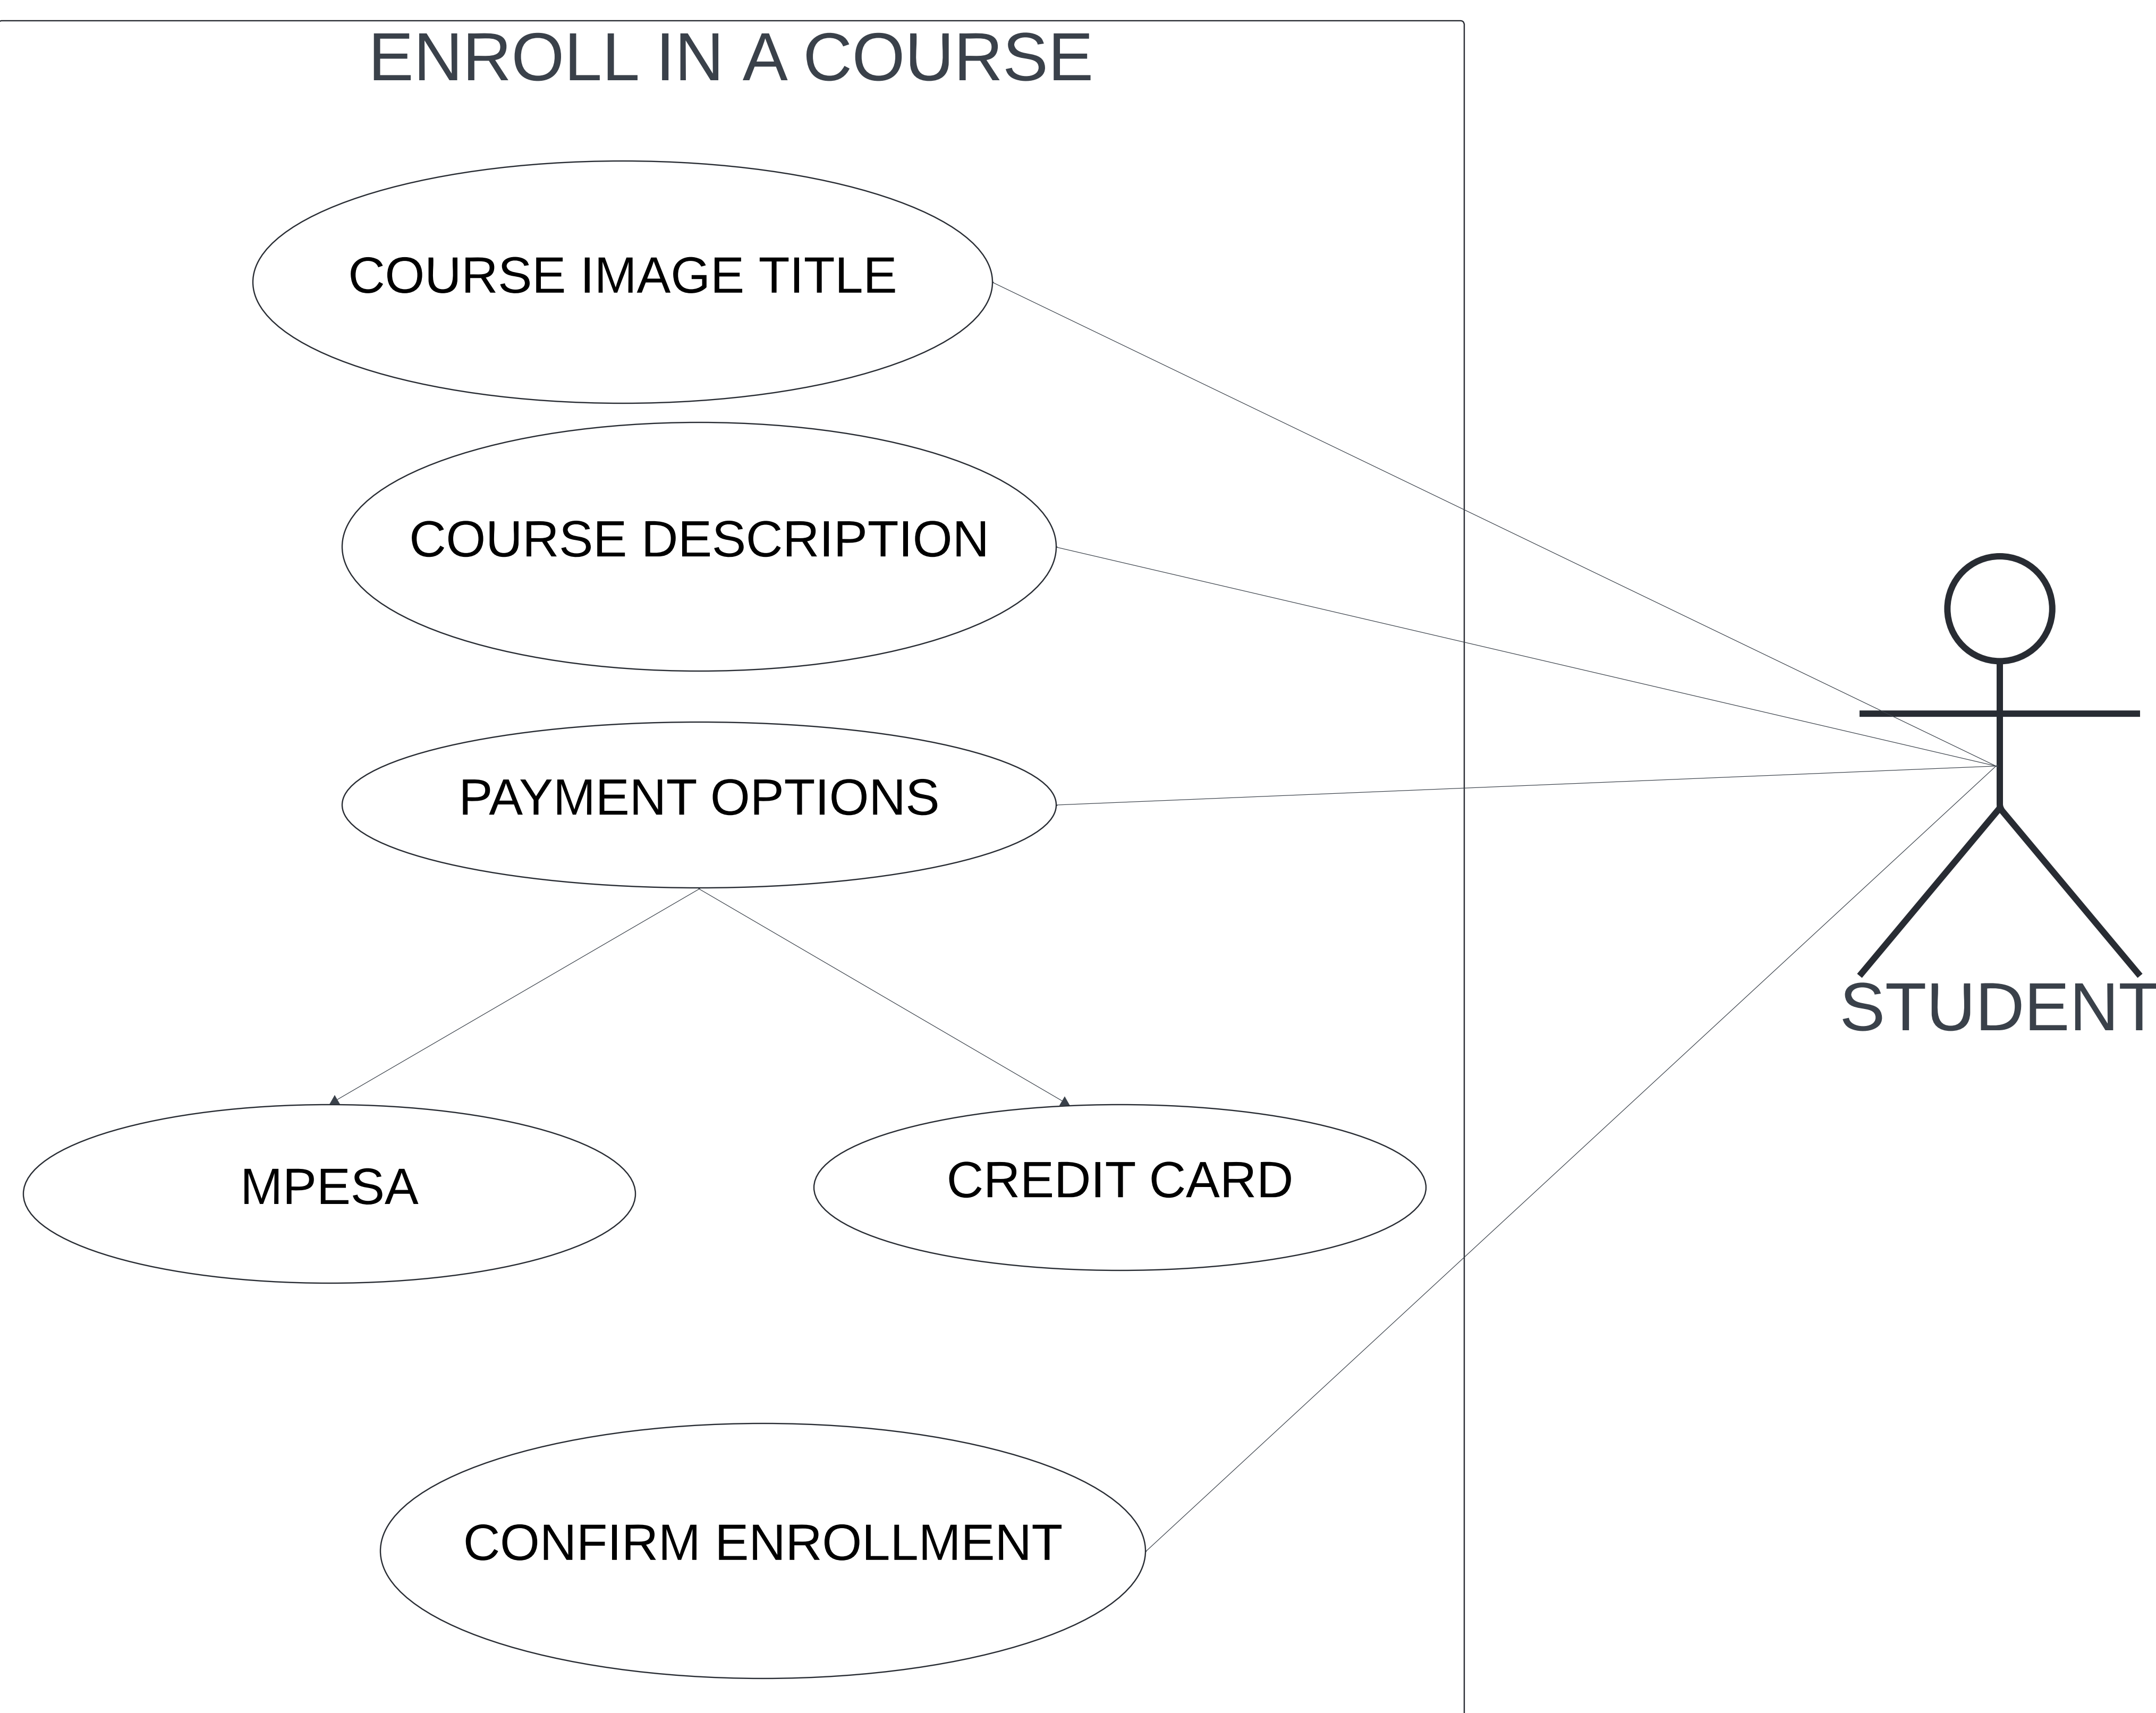 ENROLL IN A COURSE
COURSE IMAGE TITLE
COURSE DESCRIPTION
PAYMENT OPTIONS
STUDENT
MPESA
CREDIT CARD
CONFIRM ENROLLMENT